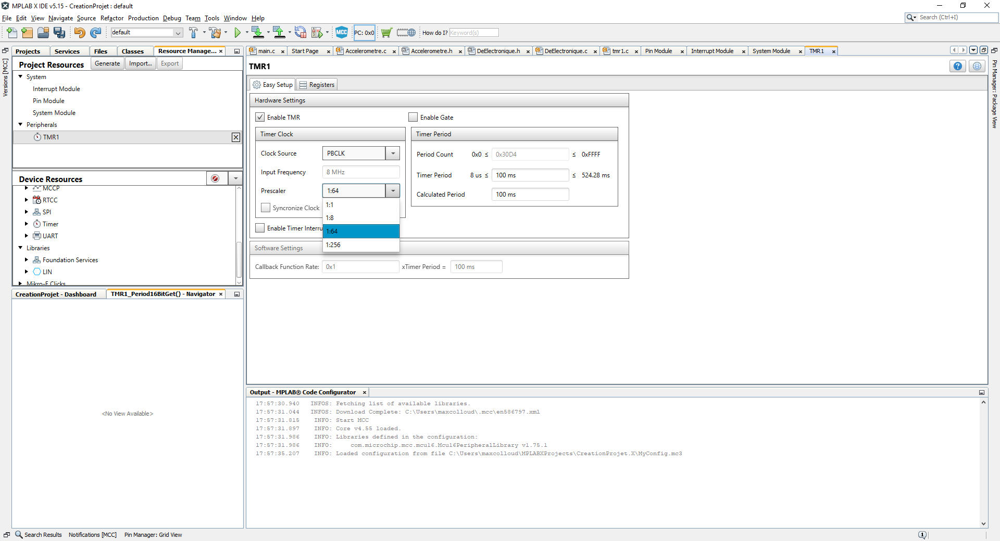 MPLAB X IDE v5.15 - CreationProjet : default
File Edit View Navigate Source Refactor Production Debug Team Tools Window Help
Search (Ctrl+I)
default
MCC
PC: 0x0
How do I? Keyword(s)
Projects Services Files Classes Resource Manage... ×
main.c × Start Page × Accelerometre.c × Accelerometre.h × DeElectronique.h × DeElectronique.c × tmr1.c × Pin Module × Interrupt Module × System Module × TMR1 ×
Versions [MCC]
Pin Manager: Package View
Project Resources Generate Import... Export
System
Interrupt Module
Pin Module
System Module
Peripherals
TMR1
Device Resources
MCCP
RTCC
SPI
Timer
UART
Libraries
Foundation Services
LIN
Mikro-E Clicks
CreationProjet - Dashboard TMR1_Period16BitGet() - Navigator ×
<No View Available>
TMR1
Easy Setup Registers
Hardware Settings
Enable TMR Enable Gate
Timer Clock
Clock Source PBCLK
Input Frequency 8 MHz
Prescaler 1:64
1:1
1:8
1:64
1:256
Syncronize Clock
Enable Timer Interru
Timer Period
Period Count 0x0 ≤ 0x30D4 ≤ 0xFFFF
Timer Period 8 us ≤ 100 ms ≤ 524.28 ms
Calculated Period 100 ms
Software Settings
Callback Function Rate: 0x1 xTimer Period = 100 ms
Output - MPLAB® Code Configurator ×
17:57:30.940 INFOS: Fetching list of available libraries.
17:57:31.044 INFOS: Download Complete: C:\Users\maxcolloud\.mcc\en586797.xml
17:57:31.815 INFO: Start MCC
17:57:31.897 INFO: Core v4.55 loaded.
17:57:31.986 INFO: Libraries defined in the configuration:
17:57:31.986 INFO: com.microchip.mcc.mcu16.Mcu16PeripheralLibrary v1.75.1
17:57:35.207 INFO: Loaded configuration from file C:\Users\maxcolloud\MPLABXProjects\CreationProjet.X\MyConfig.mc3
Search Results Notifications [MCC] Pin Manager: Grid View
1